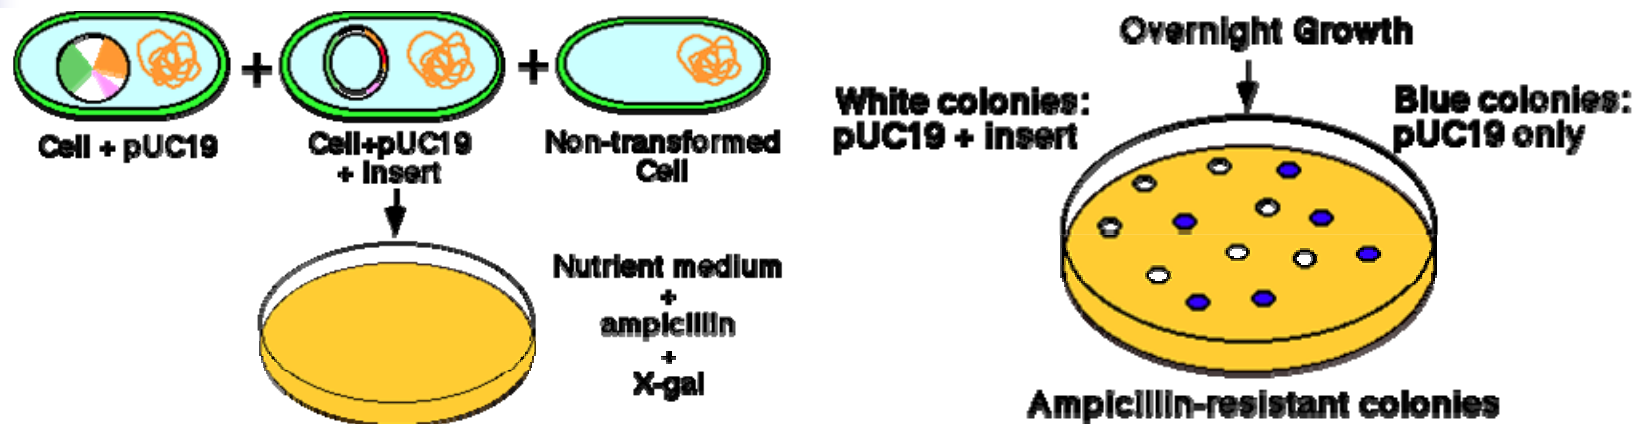 Cell + pUC19
Cell+pUC19
+ insert
Non-transformed
Cell
Nutrient medium
+
ampicillin
+
X-gal
Overnight Growth
White colonies:
pUC19 + insert
Blue colonies:
pUC19 only
Ampicillin-resistant colonies